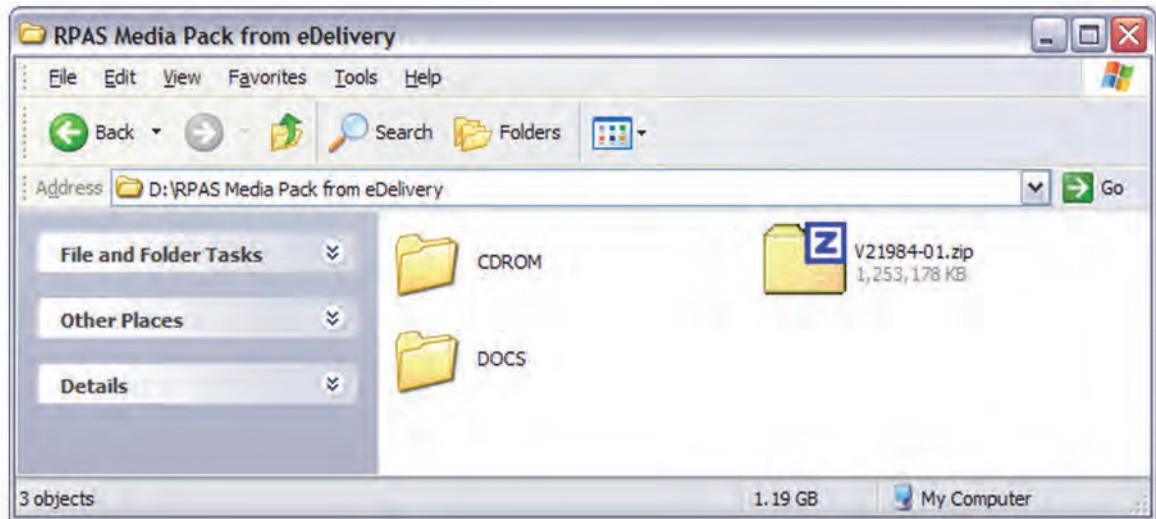 RPAS Media Pack from eDelivery
File Edit View Favorites Tools Help
Back Search Folders
Address D:\RPAS Media Pack from eDelivery Go
File and Folder Tasks
Other Places
Details
CDROM
DOCS
Z
V21984-01.zip
1,253,178 KB
3 objects 1.19 GB My Computer